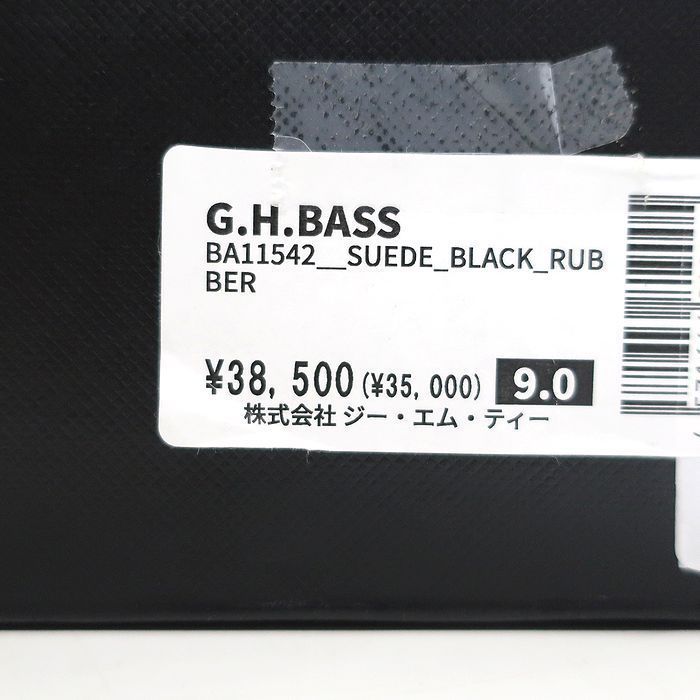 G.H.BASS
BA11542__SUEDE_BLACK_RUB
BER
¥38,500 (¥35,000) 9.0
株式会社 ジー・エム・ティー